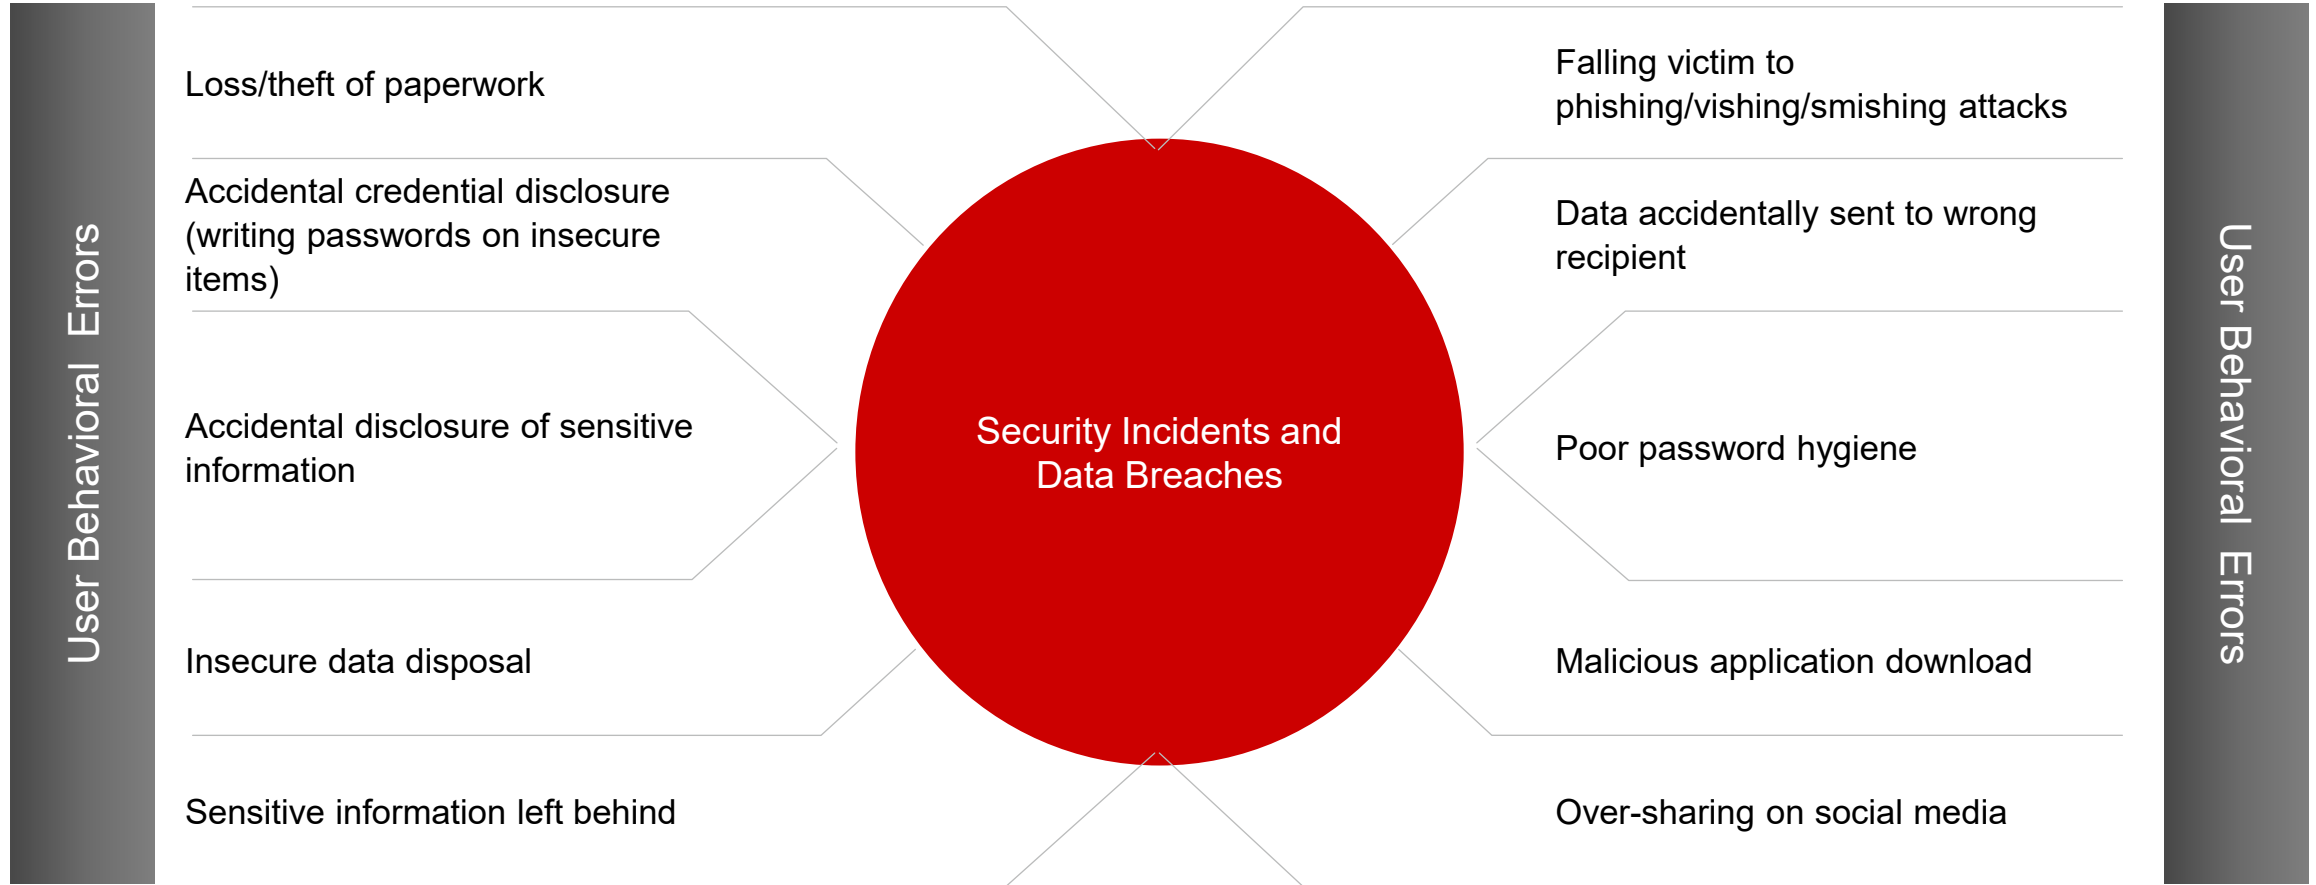 User Behavioral Errors
Loss/theft of paperwork
Accidental credential disclosure
(writing passwords on insecure
items)
Accidental disclosure of sensitive
information
Insecure data disposal
Sensitive information left behind
Security Incidents and
Data Breaches
Falling victim to
phishing/vishing/smishing attacks
Data accidentally sent to wrong
recipient
Poor password hygiene
Malicious application download
Over-sharing on social media
User Behavioral Errors